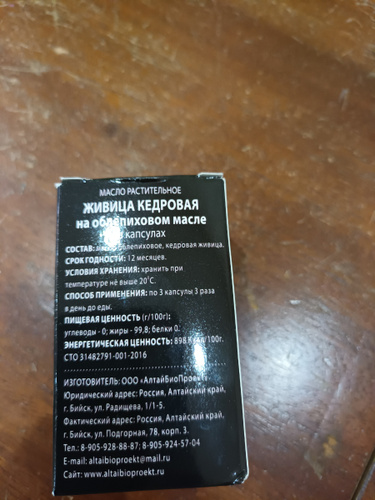 МАСЛО РАСТИТЕЛЬНОЕ
ЖИВИЦА КЕДРОВАЯ
на облепиховом масле
капсулах
СОСТАВ: облепиховое, кедровая живица.
СРОК ГОДНОСТИ: 12 месяцев.
УСЛОВИЯ ХРАНЕНИЯ: хранить при
температуре не выше 20°С.
СПОСОБ ПРИМЕНЕНИЯ: по 3 капсулы 3 раза
в день до еды.
ПИЩЕВАЯ ЦЕННОСТЬ (г/100г):
углеводы - 0; жиры - 99,8; белки 0.
ЭНЕРГЕТИЧЕСКАЯ ЦЕННОСТЬ: 898 Ккал/100г.
СТО 31482791-001-2016
ИЗГОТОВИТЕЛЬ: ООО «АлтайБиоПроект»
Юридический адрес: Россия, Алтайский край,
г. Бийск, ул. Радищева, 1/1-5.
Фактический адрес: Россия, Алтайский край,
г. Бийск, ул. Подгорная, 78, корп. 3.
Тел.: 8-905-928-88-87; 8-905-924-57-04
E-mail: altaibioproekt@mail.ru
altaibioproekt.ru